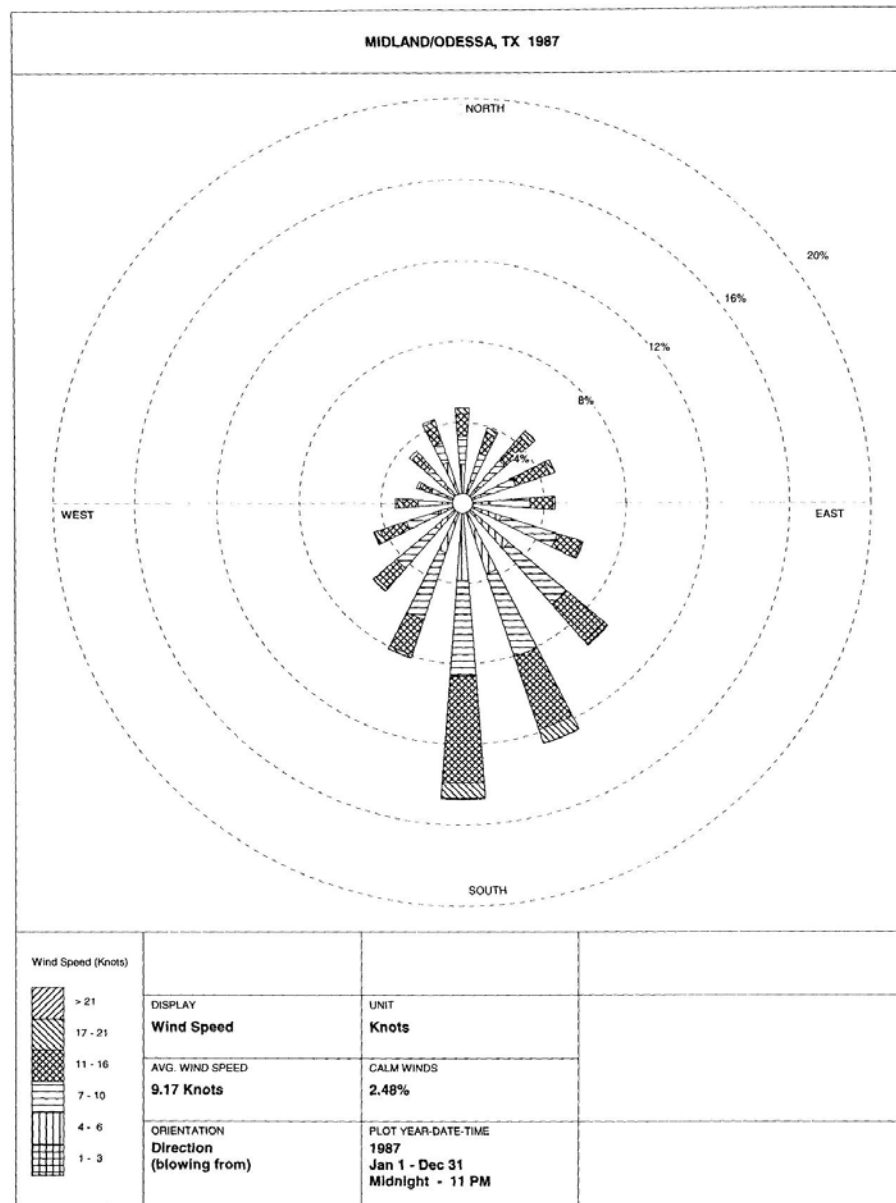 MIDLAND/ODESSA, TX 1987
NORTH
20%
16%
12%
8%
4%
WEST
EAST
SOUTH
Wind Speed (Knots)
> 21
17 - 21
11 - 16
7 - 10
4 - 6
1 - 3
DISPLAY
Wind Speed
UNIT
Knots
AVG. WIND SPEED
9.17 Knots
CALM WINDS
2.48%
ORIENTATION
Direction
(blowing from)
PLOT YEAR-DATE-TIME
1987
Jan 1 - Dec 31
Midnight - 11 PM